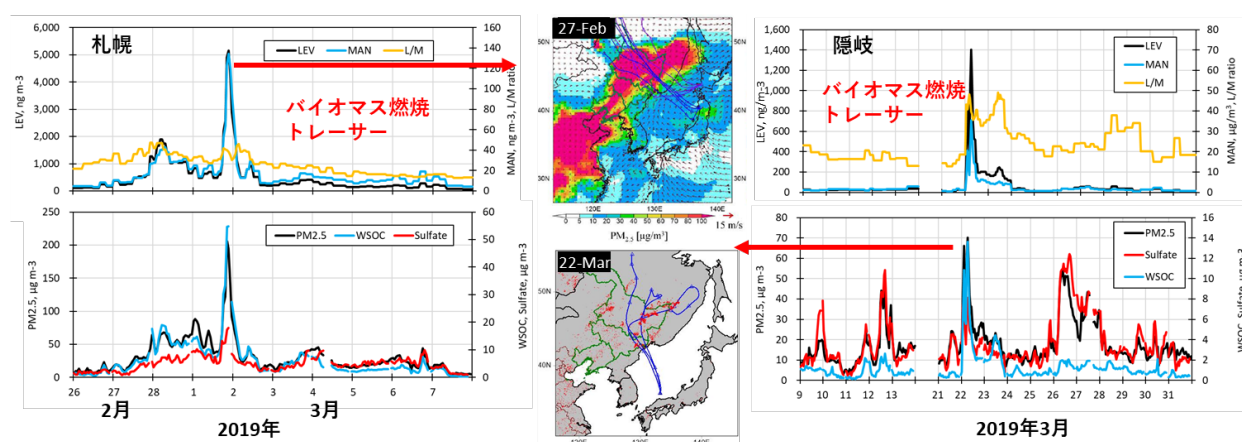 札幌
LEV
MAN
L/M
バイオマス燃焼
トレーサー
6,000
5,000
4,000
3,000
2,000
1,000
0
LEV, ng m-3
160
140
120
100
80
60
40
20
0
MAN, ng m-3, L/M ratio
PM2.5
WSOC
Sulfate
250
200
150
100
50
0
PM2.5, µg m-3
60
50
40
30
20
10
0
WSOC, Sulfate, µg m-3
26 27 28 1 2 3 4 5 6 7
2月 3月
2019年
27-Feb
50N
50N
40N
40N
30N
30N
120E 130E 140E
0 5 10 20 30 40 50 60 70 80 100
15 m/s
PM2.5 [µg/m³]
22-Mar
50N
40N
隠岐
LEV
MAN
L/M
バイオマス燃焼
トレーサー
1,600
1,400
1,200
1,000
800
600
400
200
0
LEV, ng/m-3
80
70
60
50
40
30
20
10
0
MAN, µg/m³, L/M ratio
PM2.5
Sulfate
WSOC
80
70
60
50
40
30
20
10
0
PM2.5, µg m-3
16
14
12
10
8
6
4
2
0
WSOC, Sulfate, µg m-3
9 10 11 12 13 21 22 23 24 25 26 27 28 29 30 31
2019年3月